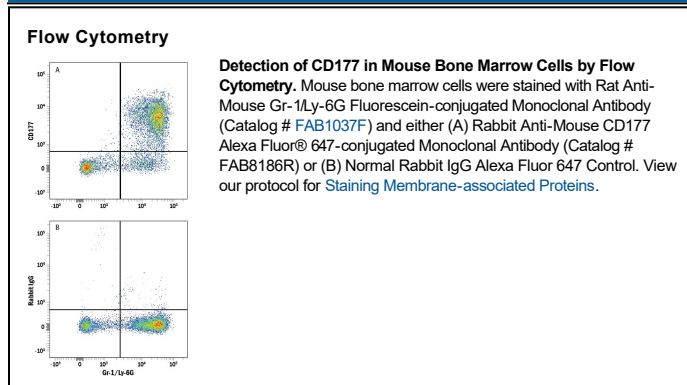 Flow Cytometry
Detection of CD177 in Mouse Bone Marrow Cells by Flow
Cytometry. Mouse bone marrow cells were stained with Rat Anti-
Mouse Gr-1/Ly-6G Fluorescein-conjugated Monoclonal Antibody
(Catalog # FAB1037F) and either (A) Rabbit Anti-Mouse CD177
Alexa Fluor® 647-conjugated Monoclonal Antibody (Catalog #
FAB8186R) or (B) Normal Rabbit IgG Alexa Fluor 647 Control. View
our protocol for Staining Membrane-associated Proteins.
A
CD177
B
Rabbit IgG
Gr-1/Ly-6G